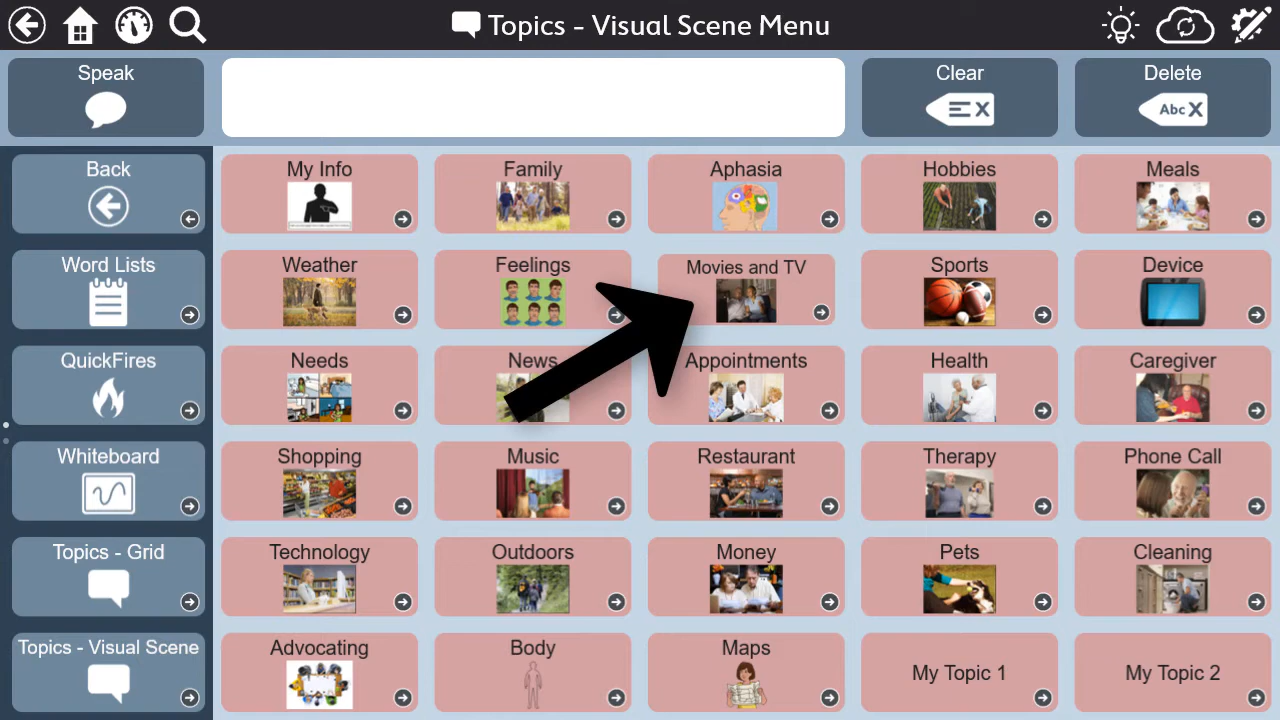 Topics - Visual Scene Menu
Speak
Clear
Delete
Abc X
Back
My Info
Family
Aphasia
Hobbies
Meals
Word Lists
Weather
Feelings
Movies and TV
Sports
Device
QuickFires
Needs
News
Appointments
Health
Caregiver
Whiteboard
Shopping
Music
Restaurant
Therapy
Phone Call
Topics - Grid
Technology
Outdoors
Money
Pets
Cleaning
Topics - Visual Scene
Advocating
Body
Maps
My Topic 1
My Topic 2